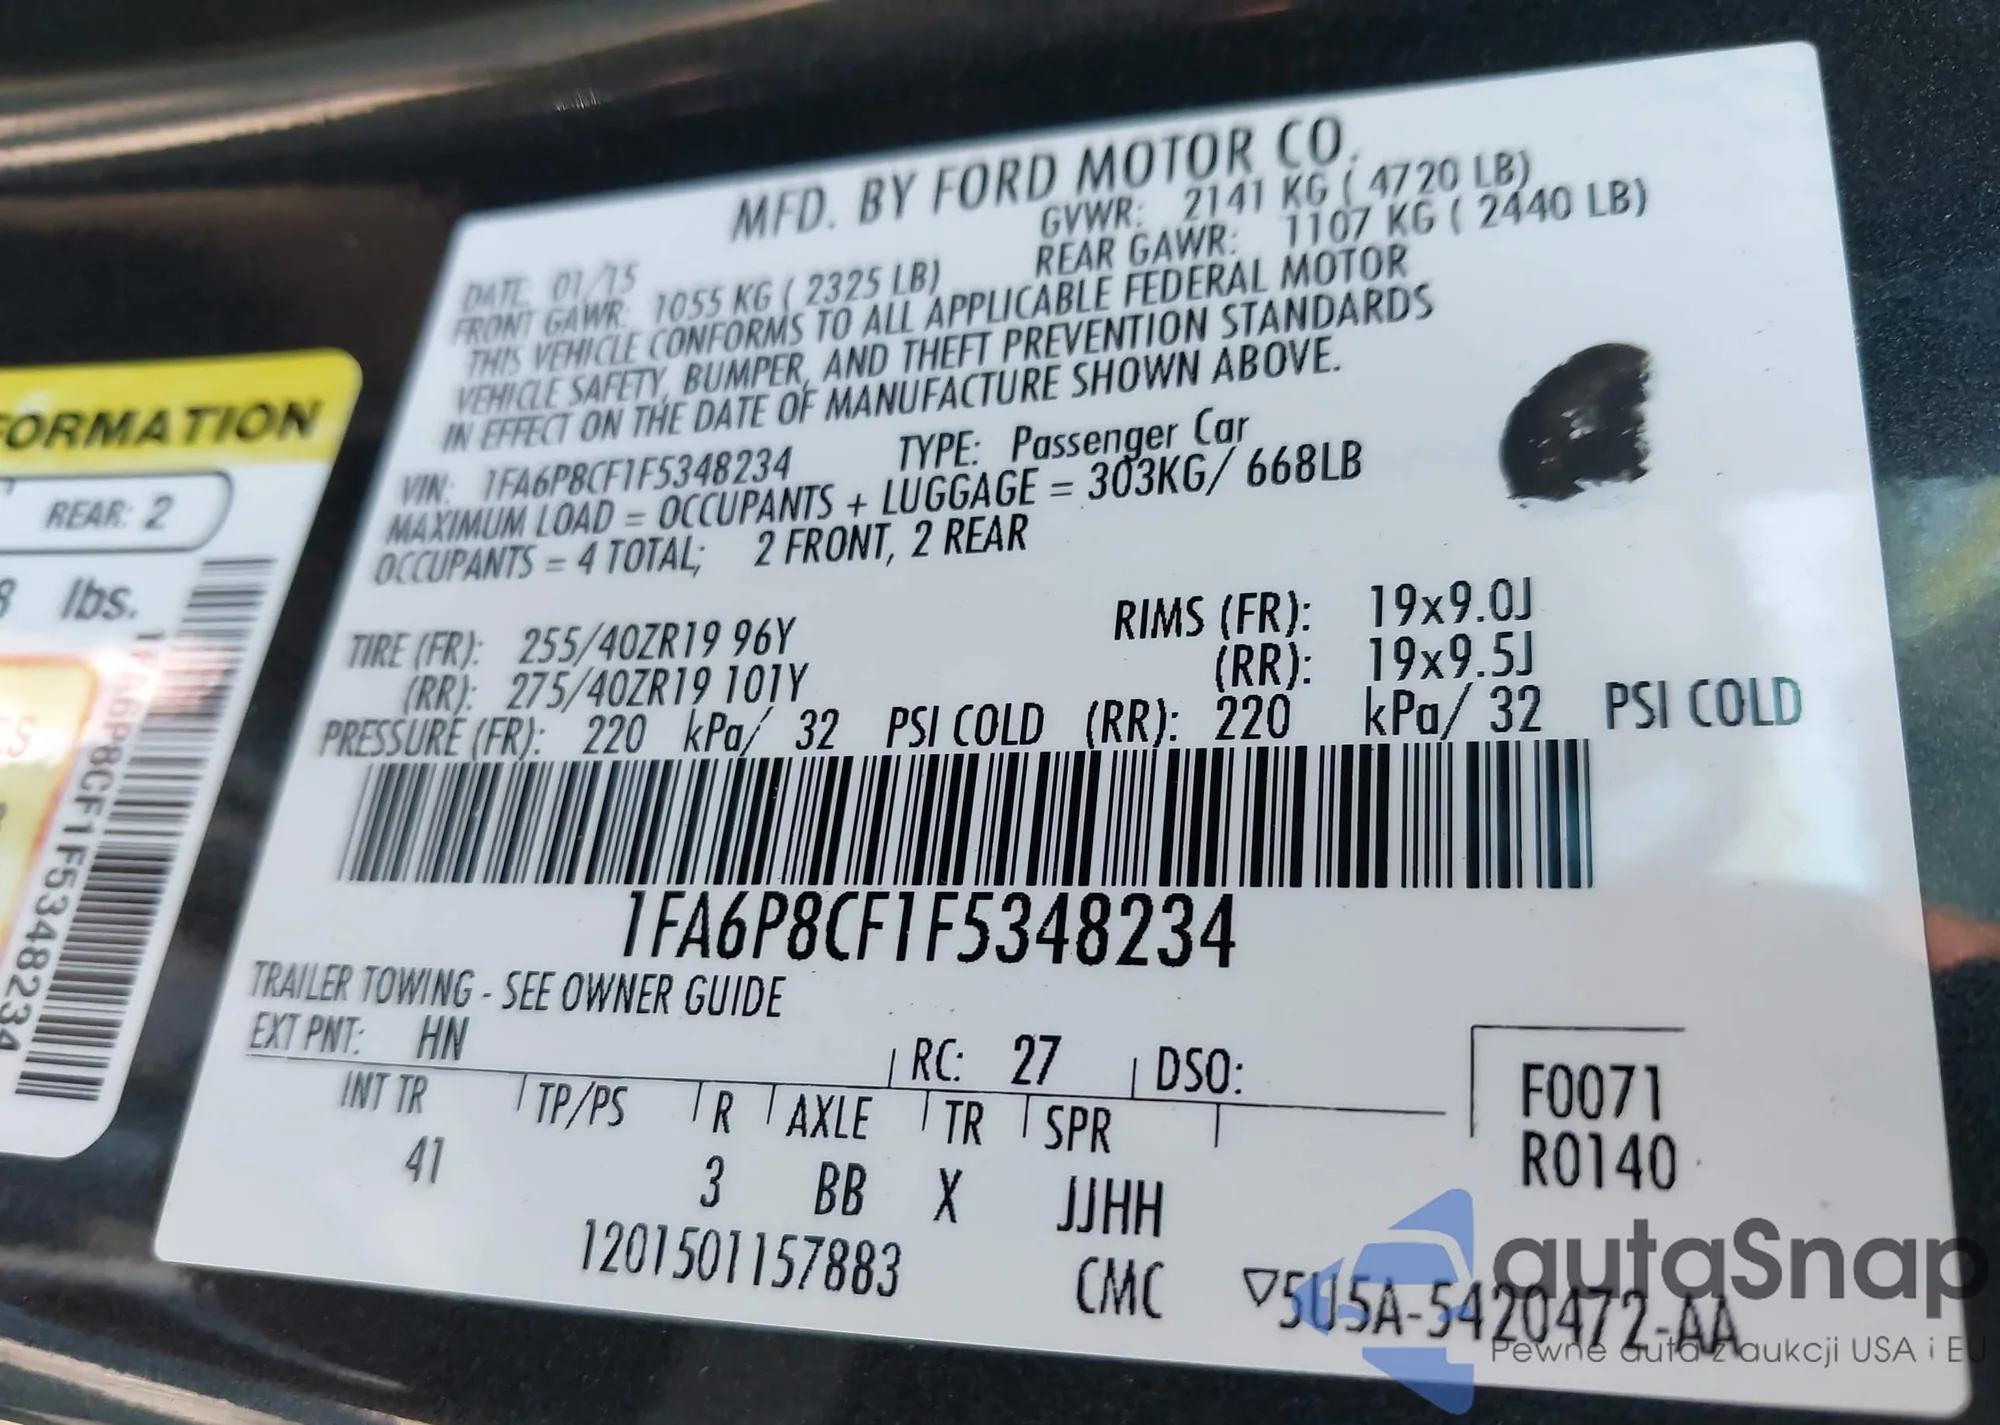 MFD. BY FORD MOTOR CO.
DATE: 01/15 GVWR: 2141 KG ( 4720 LB)
FRONT GAWR: 1055 KG ( 2325 LB) REAR GAWR: 1107 KG ( 2440 LB)
THIS VEHICLE CONFORMS TO ALL APPLICABLE FEDERAL MOTOR
VEHICLE SAFETY, BUMPER, AND THEFT PREVENTION STANDARDS
IN EFFECT ON THE DATE OF MANUFACTURE SHOWN ABOVE.
VIN: 1FA6P8CF1F5348234 TYPE: Passenger Car
MAXIMUM LOAD = OCCUPANTS + LUGGAGE = 303KG/ 668LB
OCCUPANTS = 4 TOTAL; 2 FRONT, 2 REAR
TIRE (FR): 255/40ZR19 96Y RIMS (FR): 19x9.0J
(RR): 275/40ZR19 101Y (RR): 19x9.5J
PRESSURE (FR): 220 kPa/ 32 PSI COLD (RR): 220 kPa/ 32 PSI COLD
1FA6P8CF1F5348234
TRAILER TOWING - SEE OWNER GUIDE
EXT PNT: HN RC: 27 DSO:
INT TR TP/PS R AXLE TR SPR
41 3 BB X JJHH
F0071
R0140
1201501157883 CMC ▽5U5A-5420472-AA
FORMATION
REAR: 2
8 lbs.
1FA6P8CF1F5348234
autaSnap
Pewne auta z aukcji USA i EU